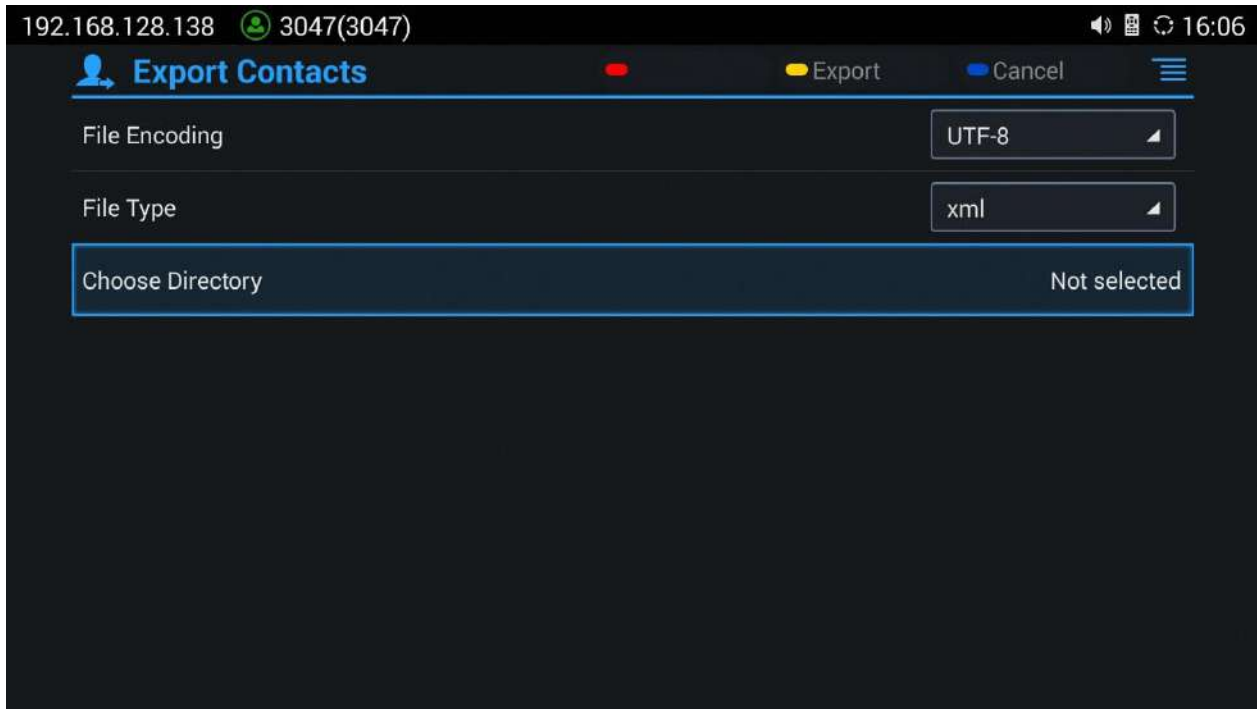 192.168.128.138 3047(3047) 16:06
Export Contacts Export Cancel
File Encoding UTF-8
File Type xml
Choose Directory Not selected